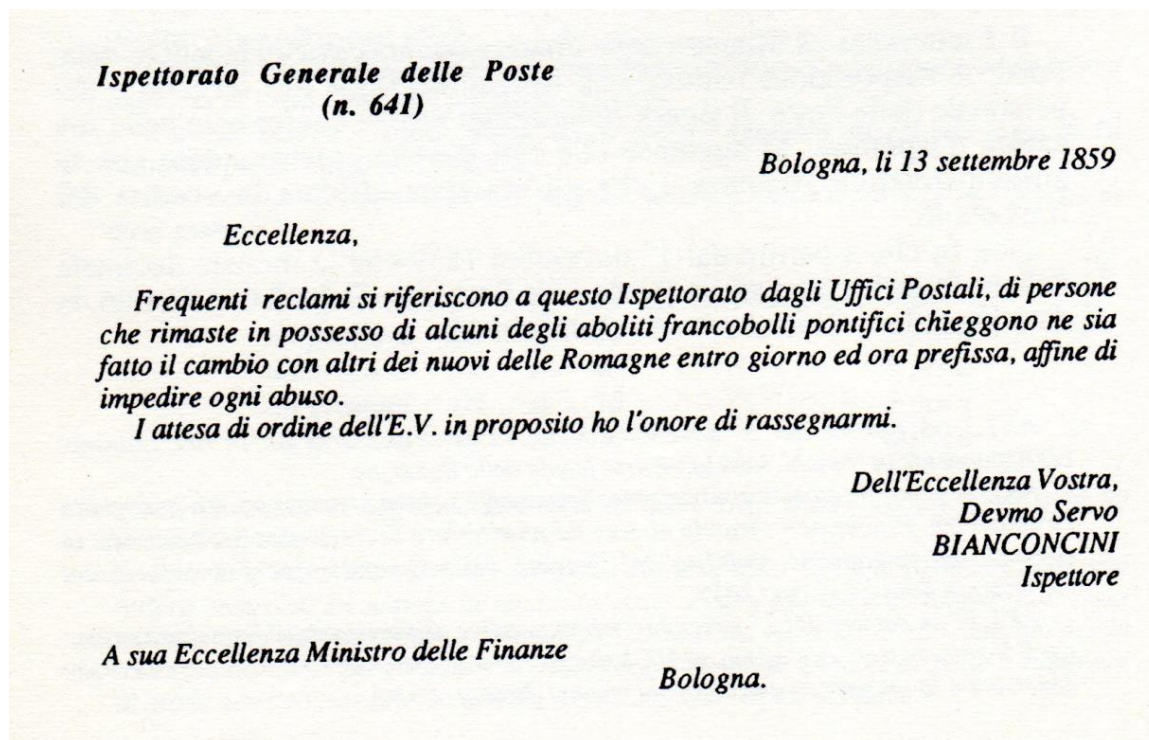 Ispettorato Generale delle Poste
(n. 641)
Bologna, li 13 settembre 1859
Eccellenza,
Frequenti reclami si riferiscono a questo Ispettorato dagli Uffici Postali, di persone
che rimaste in possesso di alcuni degli aboliti francobolli pontifici chieggono ne sia
fatto il cambio con altri dei nuovi delle Romagne entro giorno ed ora prefissa, affine di
impedire ogni abuso.
I attesa di ordine dell'E.V. in proposito ho l'onore di rassegnarmi.
Dell'Eccellenza Vostra,
Devmo Servo
BIANCONCINI
Ispettore
A sua Eccellenza Ministro delle Finanze
Bologna.